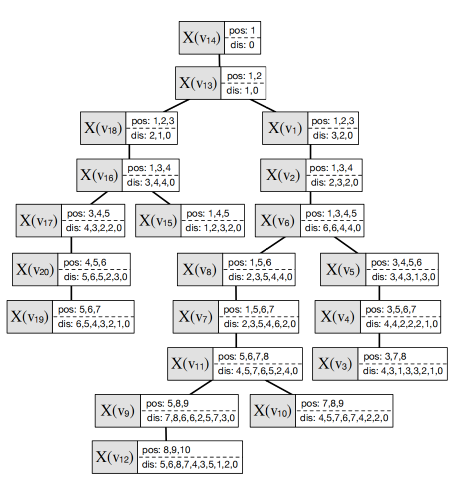 X(v14) pos: 1
dis: 0
X(v13) pos: 1,2
dis: 1,0
X(v18) pos: 1,2,3
dis: 2,1,0
X(v1) pos: 1,2,3
dis: 3,2,0
X(v16) pos: 1,3,4
dis: 3,4,4,0
X(v2) pos: 1,3,4
dis: 2,3,2,0
X(v17) pos: 3,4,5
dis: 4,3,2,2,0
X(v15) pos: 1,4,5
dis: 1,2,3,2,0
X(v6) pos: 1,3,4,5
dis: 6,6,4,4,0
X(v20) pos: 4,5,6
dis: 5,6,5,2,3,0
X(v8) pos: 1,5,6
dis: 2,3,5,4,4,0
X(v5) pos: 3,4,5,6
dis: 3,4,3,1,3,0
X(v19) pos: 5,6,7
dis: 6,5,4,3,2,1,0
X(v7) pos: 1,5,6,7
dis: 2,3,5,4,6,2,0
X(v4) pos: 3,5,6,7
dis: 4,4,2,2,2,1,0
X(v11) pos: 5,6,7,8
dis: 4,5,7,6,5,2,4,0
X(v3) pos: 3,7,8
dis: 4,3,1,3,3,2,1,0
X(v9) pos: 5,8,9
dis: 7,8,6,6,2,5,7,3,0
X(v10) pos: 7,8,9
dis: 4,5,7,6,7,4,2,2,0
X(v12) pos: 8,9,10
dis: 5,6,8,7,4,3,5,1,2,0